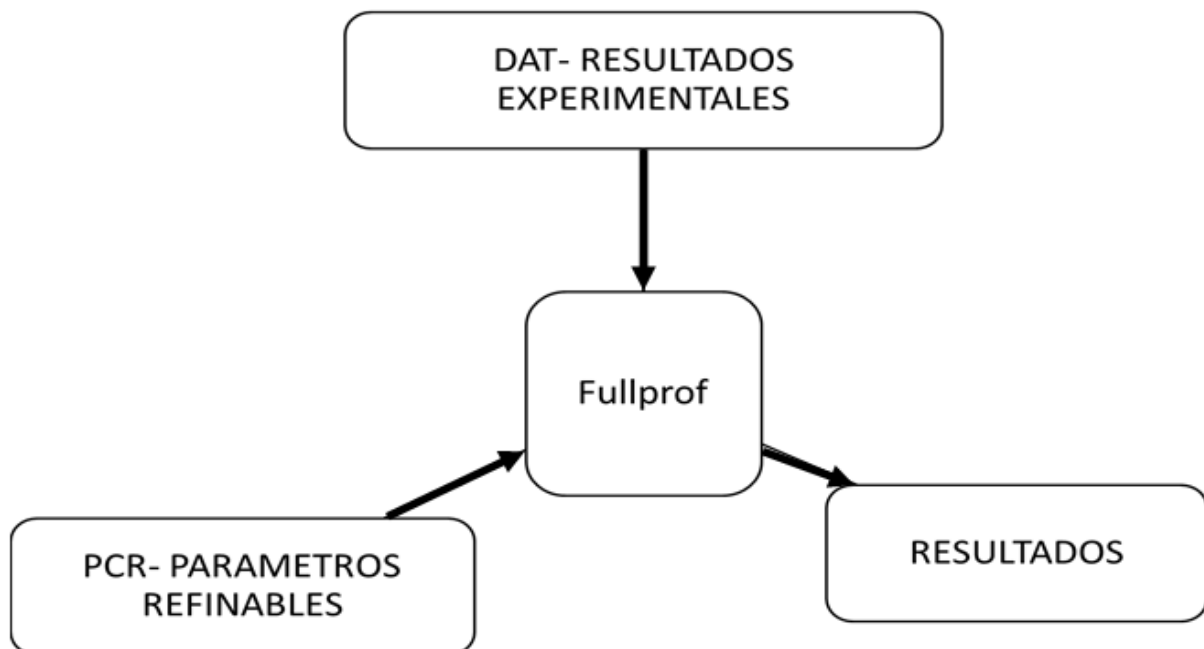 DAT- RESULTADOS
EXPERIMENTALES
Fullprof
PCR- PARAMETROS
REFINABLES
RESULTADOS